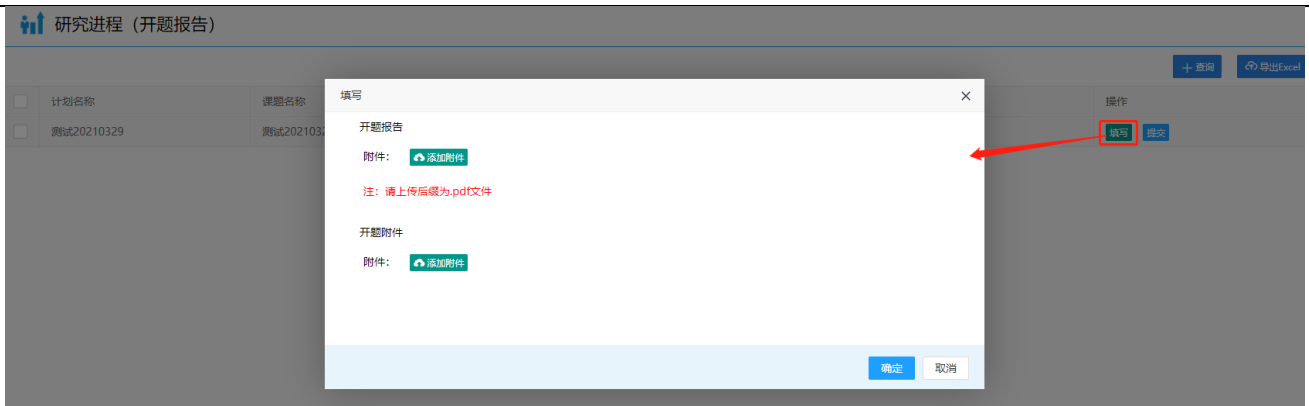 研究进程（开题报告）
查询 导出Excel
计划名称 课题名称 操作
测试20210329 测试2021032 填写 提交
填写
开题报告
附件： 添加附件
注：请上传后缀为.pdf文件
开题附件
附件： 添加附件
确定 取消